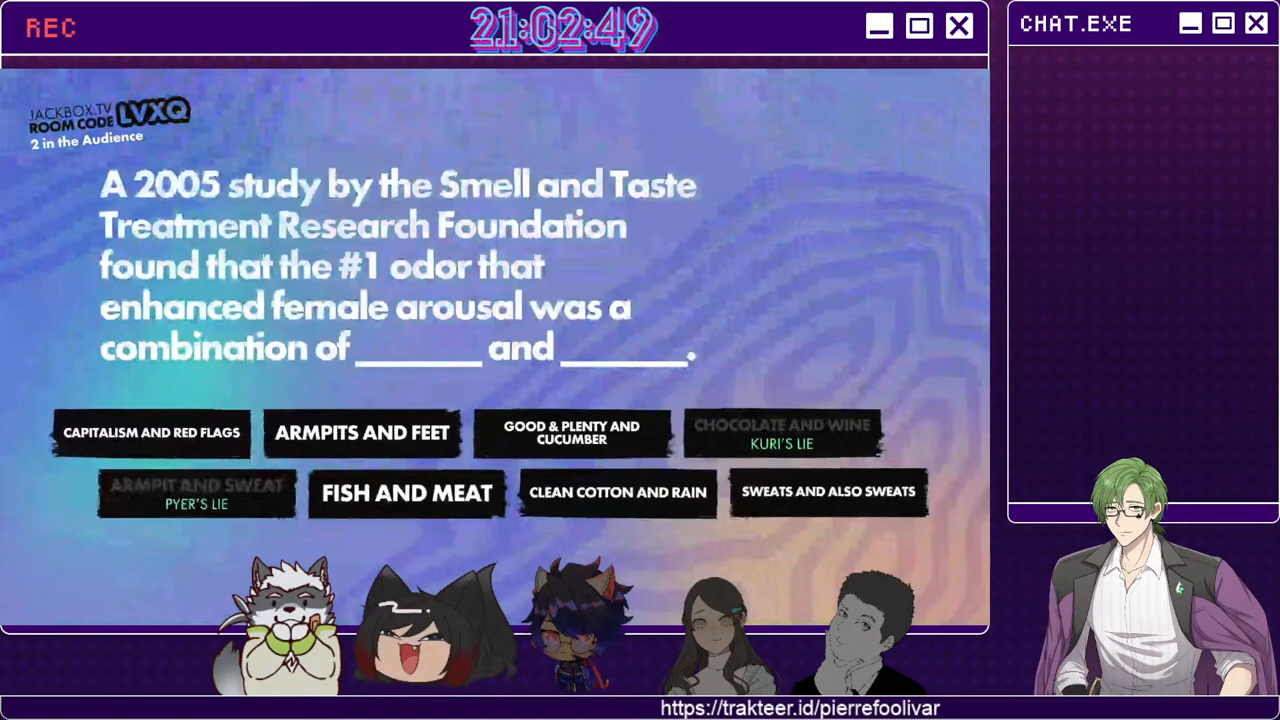 REC
21:02:49
CHAT.EXE
JACKBOX.TV
ROOM CODE LVXQ
2 in the Audience
A 2005 study by the Smell and Taste
Treatment Research Foundation
found that the #1 odor that
enhanced female arousal was a
combination of ______ and ______.
CAPITALISM AND RED FLAGS
ARMPITS AND FEET
GOOD & PLENTY AND
CUCUMBER
CHOCOLATE AND WINE
KURI'S LIE
ARMPIT AND SWEAT
PYER'S LIE
FISH AND MEAT
CLEAN COTTON AND RAIN
SWEATS AND ALSO SWEATS
https://trakteer.id/pierrefoolivar